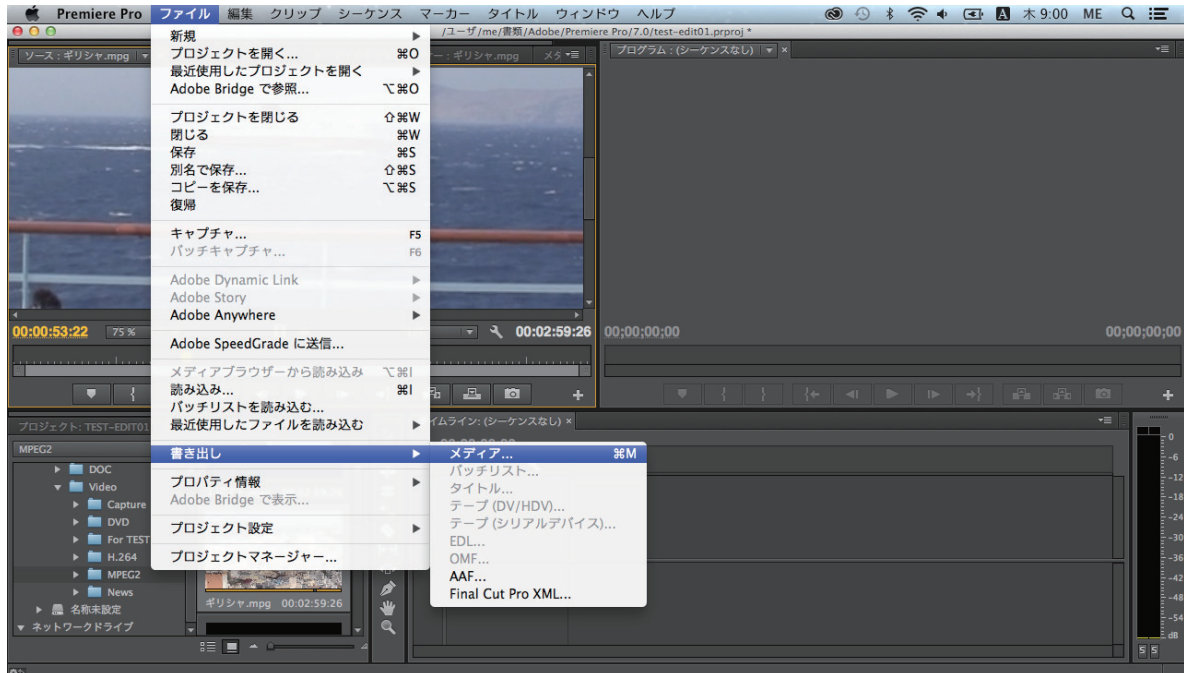 Premiere Pro ファイル 編集 クリップ シーケンス マーカー タイトル ウィンドウ ヘルプ 木 9:00 ME
/ユーザ/me/書類/Adobe/Premiere Pro/7.0/test-edit01.prproj *
ソース : ギリシャ.mpg
ー : ギリシャ.mpg メタ
プログラム : (シーケンスなし) ×
新規
プロジェクトを開く... ⌘O
最近使用したプロジェクトを開く
Adobe Bridge で参照... ⌥⌘O
プロジェクトを閉じる ⇧⌘W
閉じる ⌘W
保存 ⌘S
別名で保存... ⇧⌘S
コピーを保存... ⌥⌘S
復帰
キャプチャ... F5
バッチキャプチャ... F6
Adobe Dynamic Link
Adobe Story
Adobe Anywhere
Adobe SpeedGrade に送信...
メディアブラウザーから読み込み ⌥⌘I
読み込み... ⌘I
バッチリストを読み込む...
最近使用したファイルを読み込む
書き出し
プロパティ情報
Adobe Bridge で表示...
プロジェクト設定
プロジェクトマネージャー...
メディア... ⌘M
バッチリスト...
タイトル...
テープ (DV/HDV)...
テープ (シリアルデバイス)...
EDL...
OMF...
AAF...
Final Cut Pro XML...
00:00:53:22 75 % 00:02:59:26
00;00;00;00 00;00;00;00
プロジェクト: TEST-EDIT01
MPEG2
DOC
Video
Capture
DVD
For TEST
H.264
MPEG2
News
名称未設定
ネットワークドライブ
ギリシャ.mpg 00:02:59:26
イムライン: (シーケンスなし) ×
0
-6
-12
-18
-24
-30
-36
-42
-48
-54
dB
S S